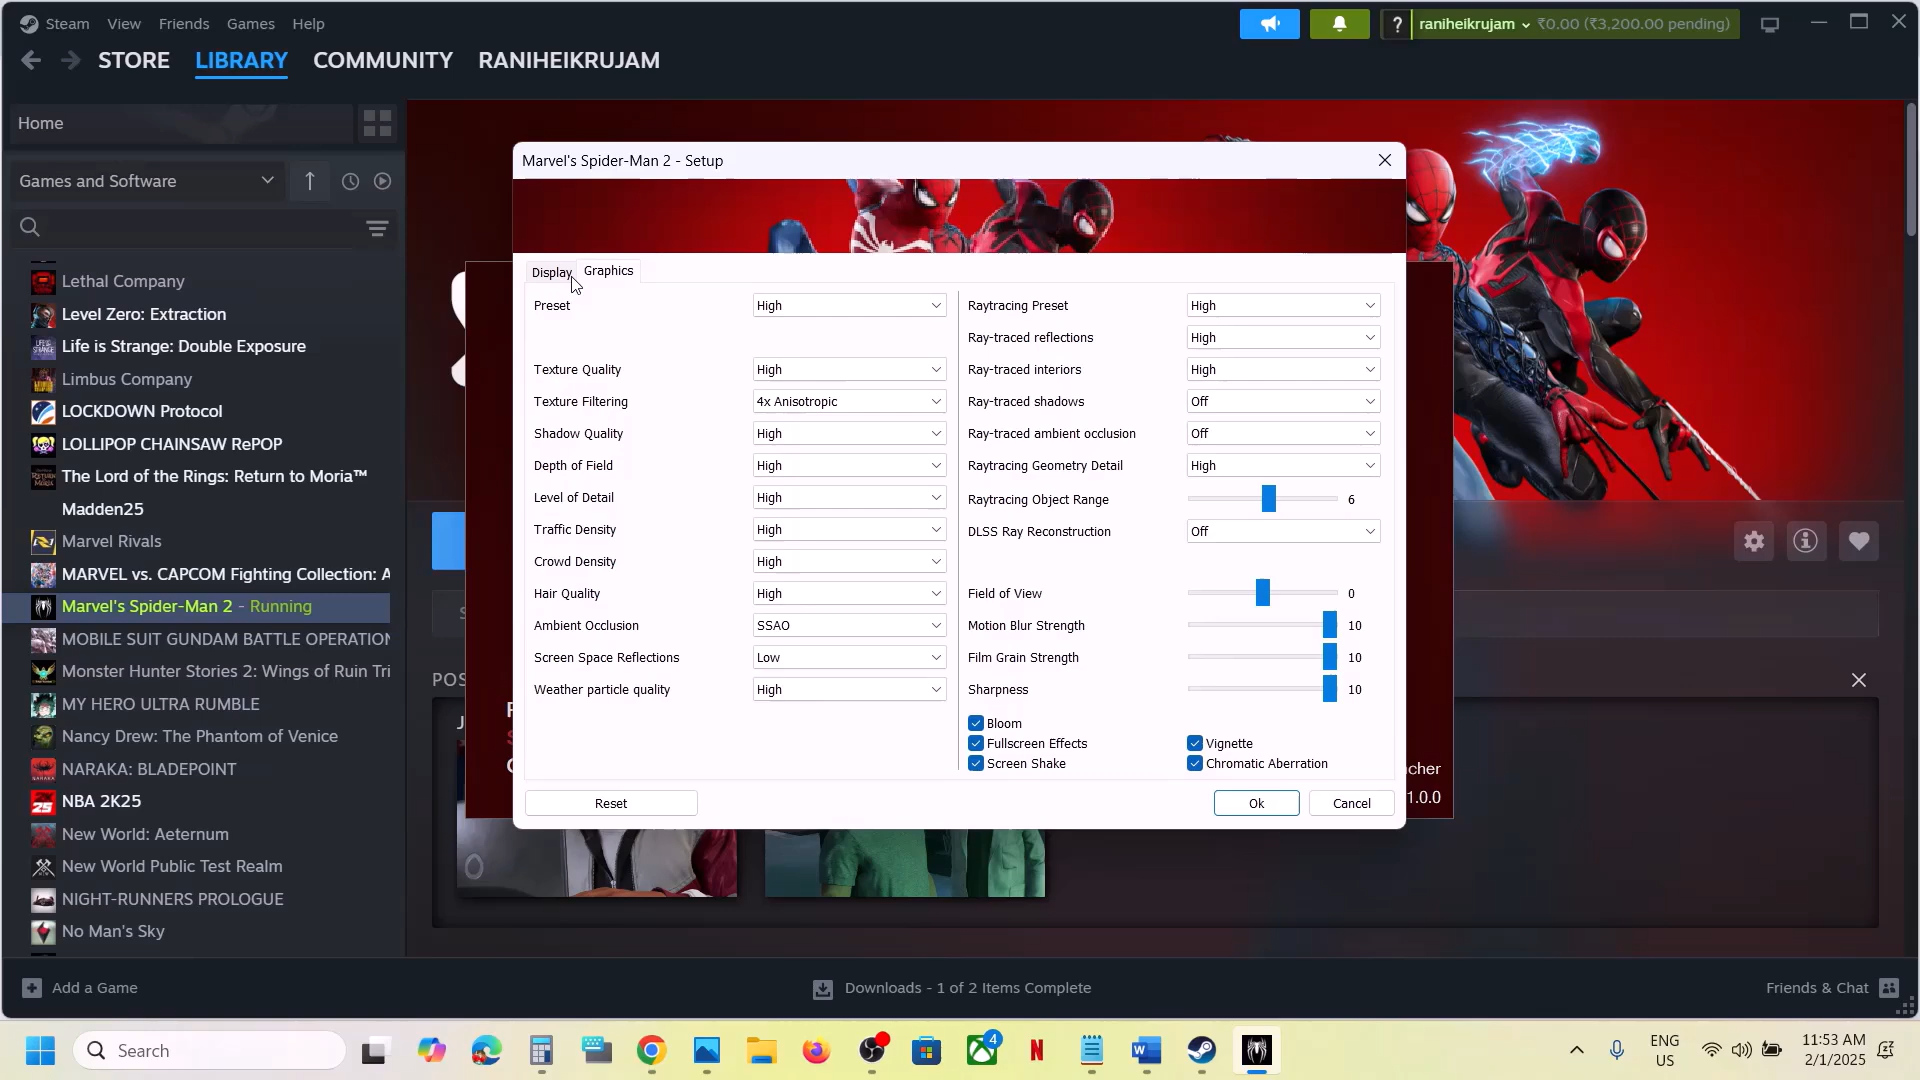 Steam View Friends Games Help
? raniheikrujam ₹0.00 (₹3,200.00 pending)
STORE LIBRARY COMMUNITY RANIHEIKRUJAM
Home
Games and Software
Lethal Company
Level Zero: Extraction
Life is Strange: Double Exposure
Limbus Company
LOCKDOWN Protocol
LOLLIPOP CHAINSAW RePOP
The Lord of the Rings: Return to Moria™
Madden25
Marvel Rivals
MARVEL vs. CAPCOM Fighting Collection: A
Marvel's Spider-Man 2 - Running
MOBILE SUIT GUNDAM BATTLE OPERATION
Monster Hunter Stories 2: Wings of Ruin Tri
MY HERO ULTRA RUMBLE
Nancy Drew: The Phantom of Venice
NARAKA: BLADEPOINT
NBA 2K25
New World: Aeternum
New World Public Test Realm
NIGHT-RUNNERS PROLOGUE
No Man's Sky
Marvel's Spider-Man 2 - Setup
Display Graphics
Preset High
Texture Quality High
Texture Filtering 4x Anisotropic
Shadow Quality High
Depth of Field High
Level of Detail High
Traffic Density High
Crowd Density High
Hair Quality High
Ambient Occlusion SSAO
Screen Space Reflections Low
Weather particle quality High
Raytracing Preset High
Ray-traced reflections High
Ray-traced interiors High
Ray-traced shadows Off
Ray-traced ambient occlusion Off
Raytracing Geometry Detail High
Raytracing Object Range 6
DLSS Ray Reconstruction Off
Field of View 0
Motion Blur Strength 10
Film Grain Strength 10
Sharpness 10
Bloom
Fullscreen Effects Vignette
Screen Shake Chromatic Aberration
Reset Ok Cancel
POS
cher
1.0.0
Add a Game
Downloads - 1 of 2 Items Complete
Friends & Chat
Search
4
ENG
US
11:53 AM
2/1/2025